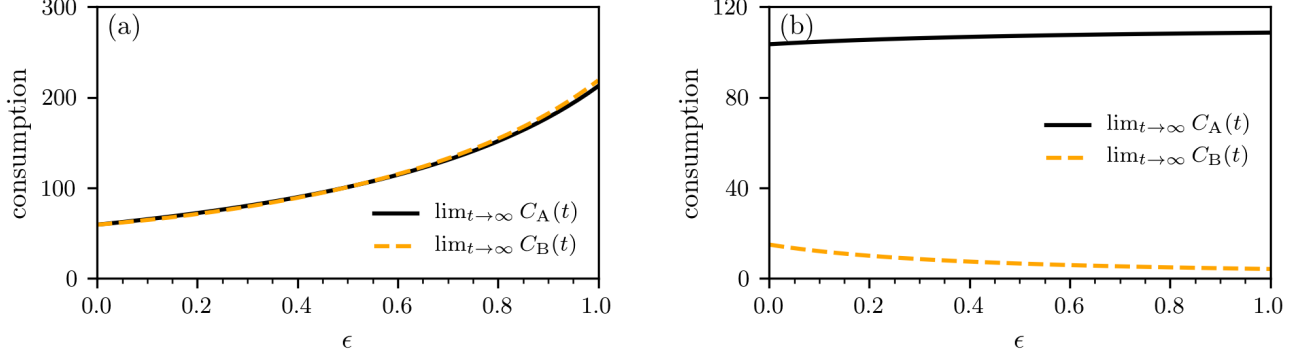 (a)
300
200
100
0
consumption
lim_{t→∞} C_A(t)
lim_{t→∞} C_B(t)
0.0 0.2 0.4 0.6 0.8 1.0
ϵ
(b)
120
80
40
0
consumption
lim_{t→∞} C_A(t)
lim_{t→∞} C_B(t)
0.0 0.2 0.4 0.6 0.8 1.0
ϵ